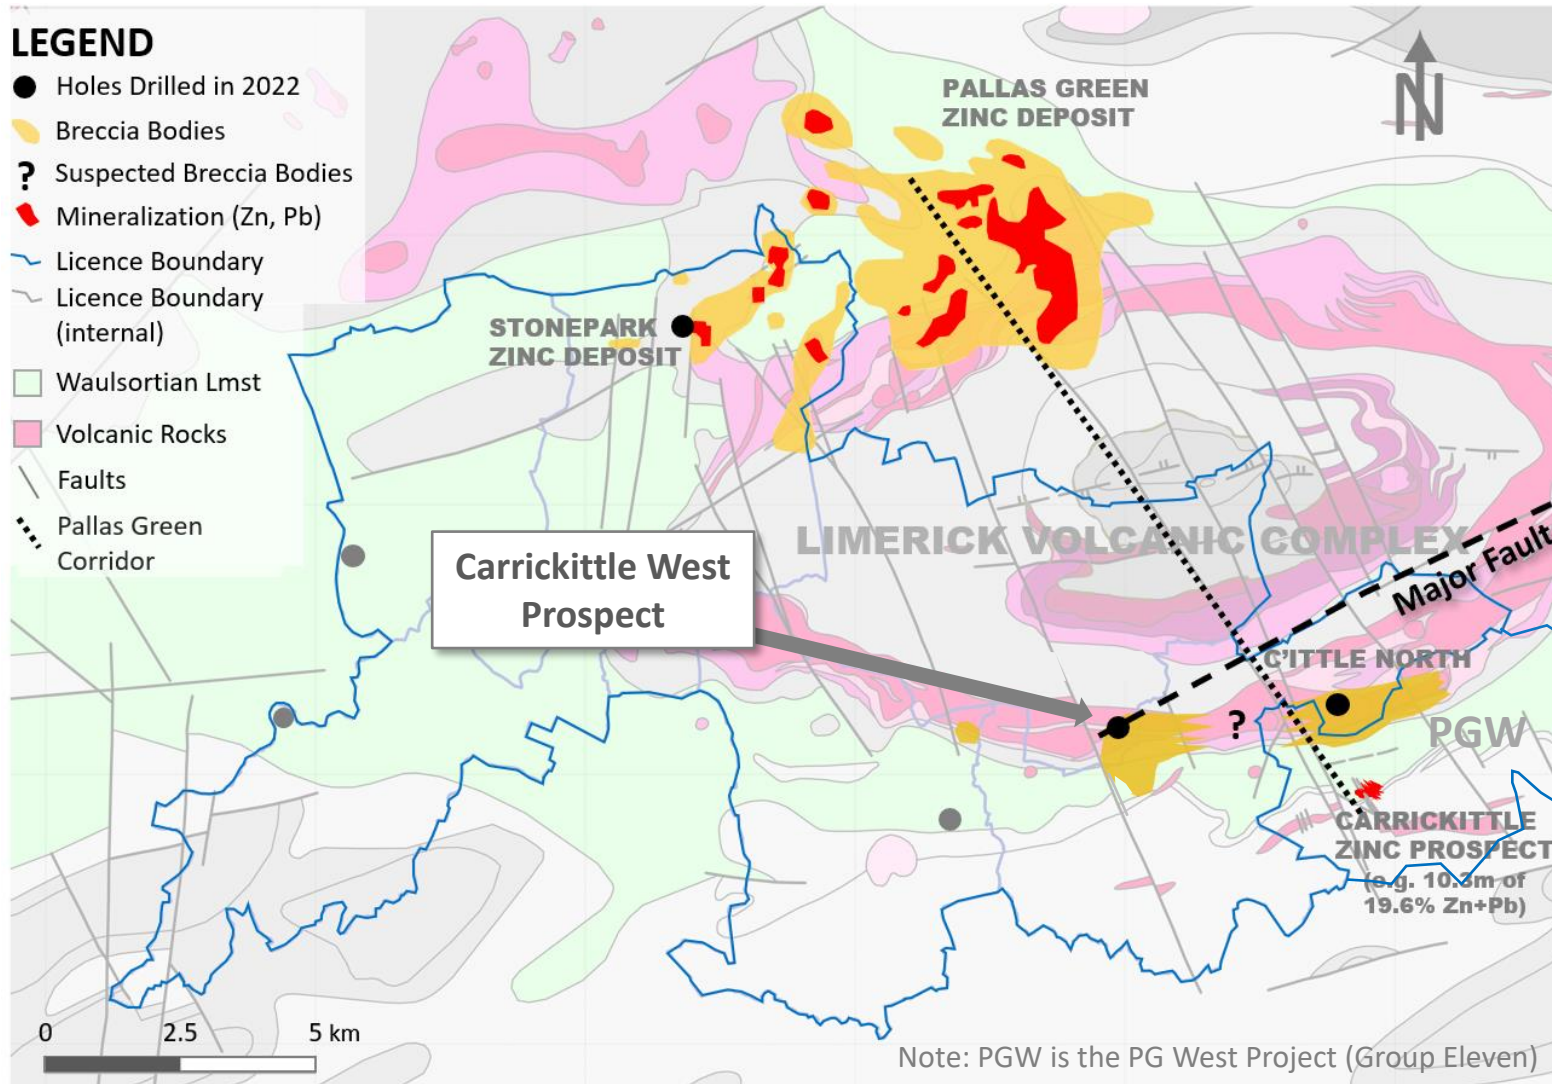 LEGEND
Holes Drilled in 2022
Breccia Bodies
? Suspected Breccia Bodies
Mineralization (Zn, Pb)
Licence Boundary
Licence Boundary
(internal)
Waulsortian Lmst
Volcanic Rocks
Faults
Pallas Green
Corridor
PALLAS GREEN
ZINC DEPOSIT
N
STONEPARK
ZINC DEPOSIT
LIMERICK VOLCANIC COMPLEX
Major Fault
Carrickittle West
Prospect
C'ITTLE NORTH
?
PGW
CARRICKITTLE
ZINC PROSPECT
(e.g. 10.3m of
19.6% Zn+Pb)
0 2.5 5 km
Note: PGW is the PG West Project (Group Eleven)